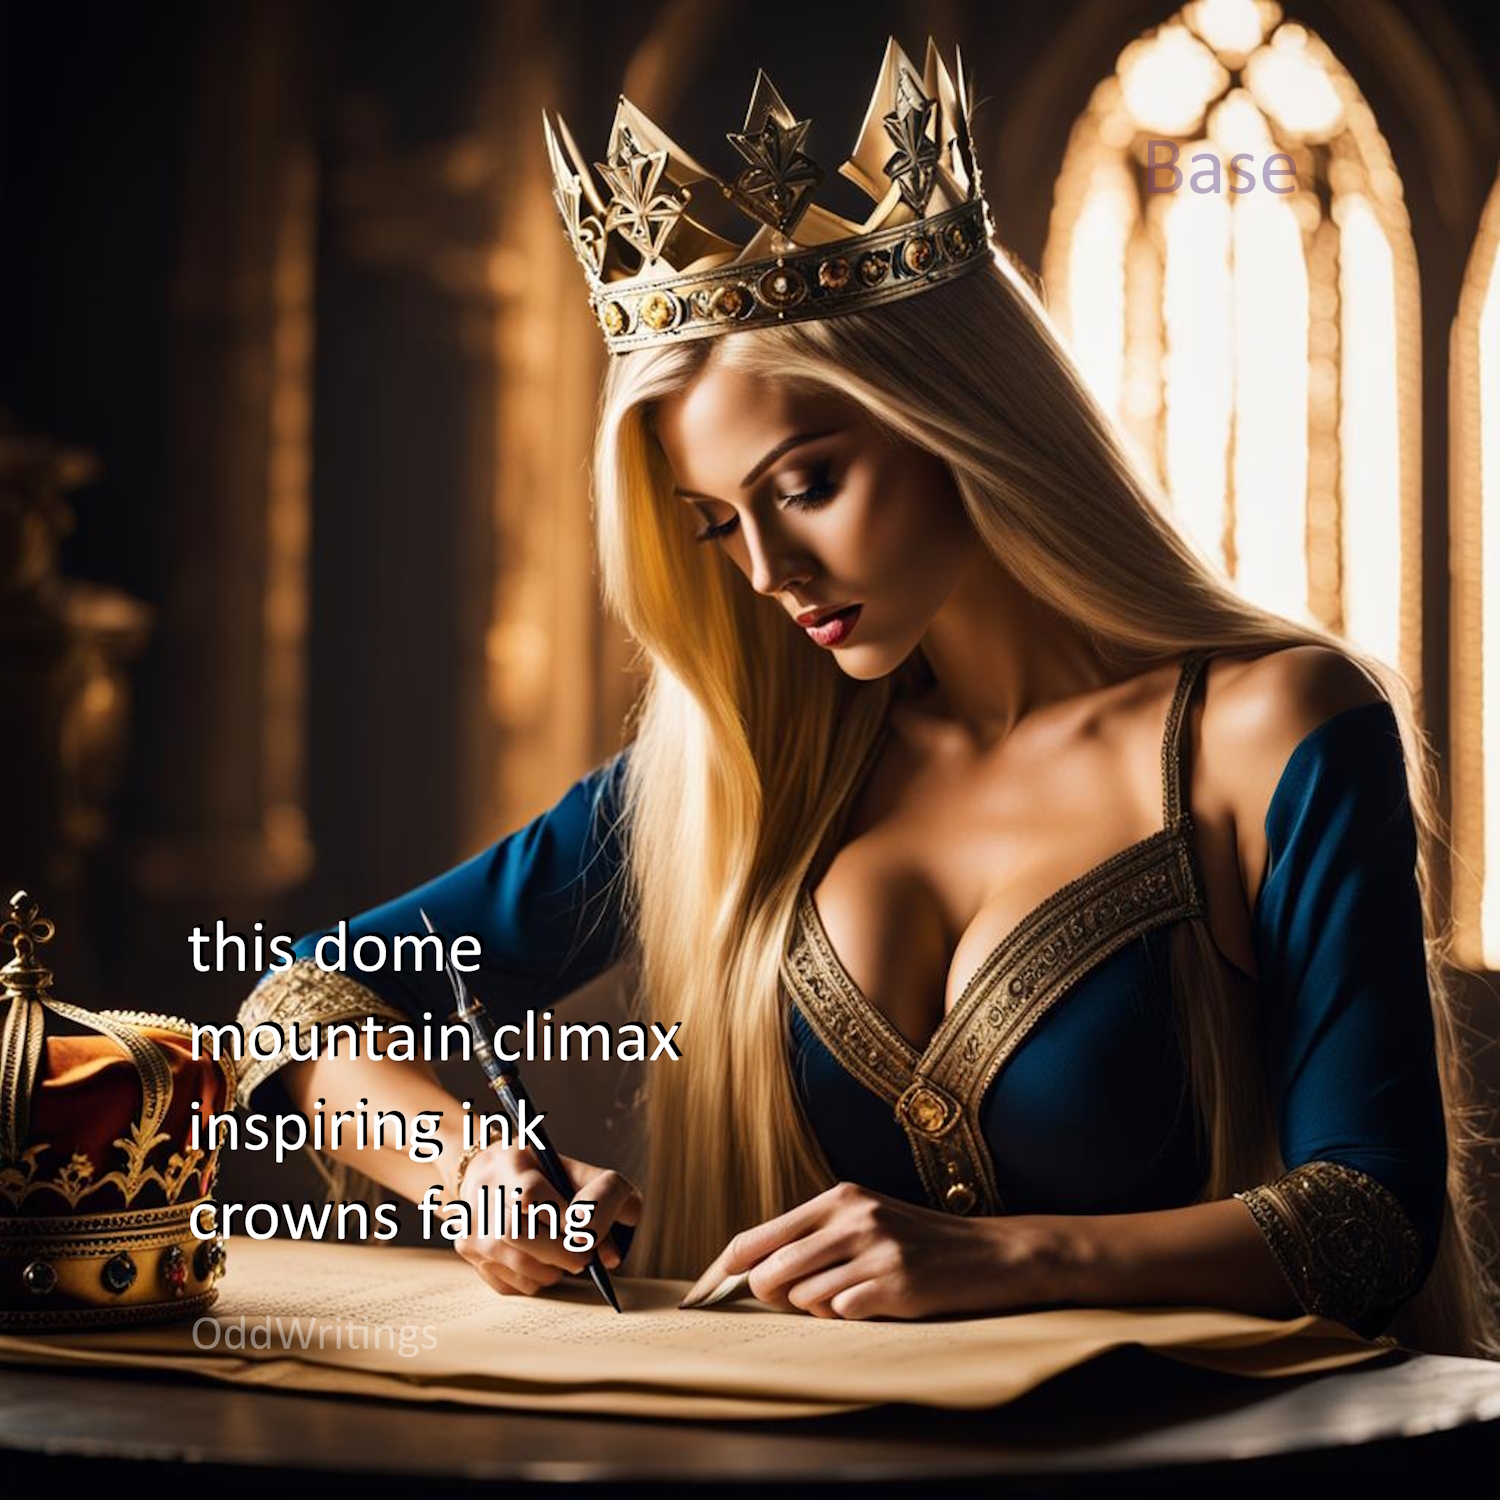 Base
this dome
mountain climax
inspiring ink
crowns falling
OddWritings